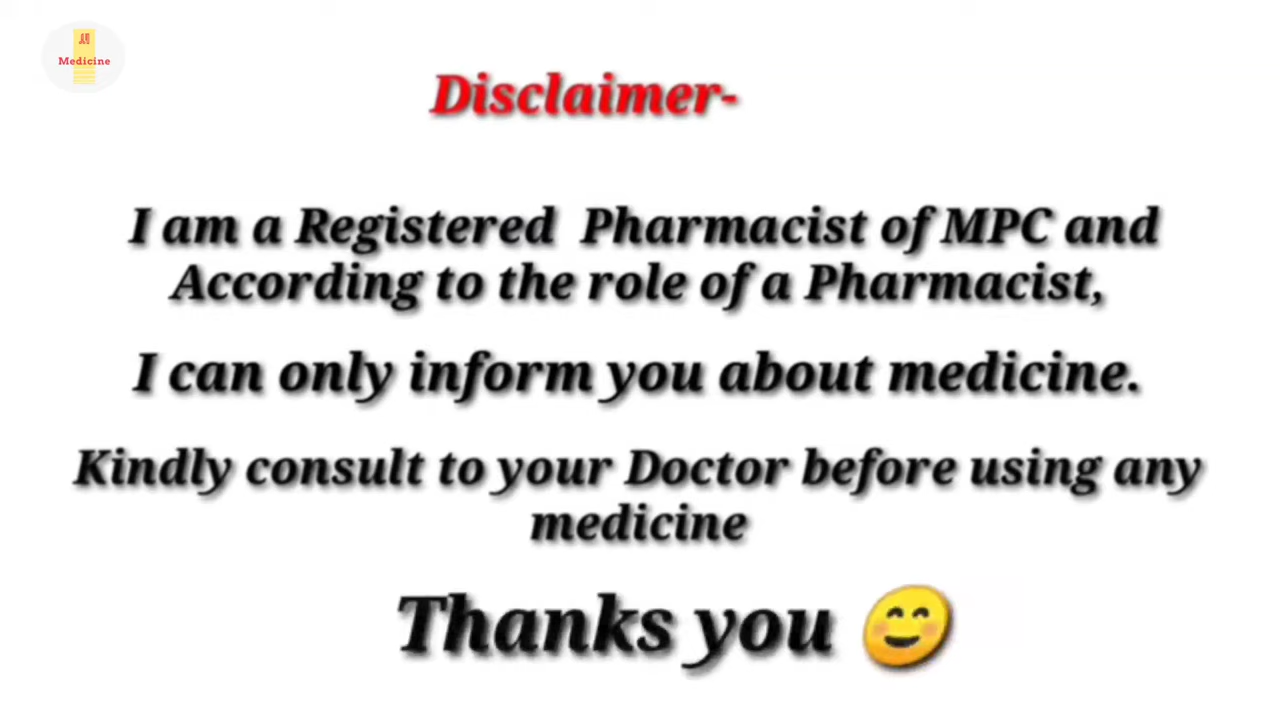 Medicine
Disclaimer-
I am a Registered Pharmacist of MPC and
According to the role of a Pharmacist,
I can only inform you about medicine.
Kindly consult to your Doctor before using any
medicine
Thanks you 😊